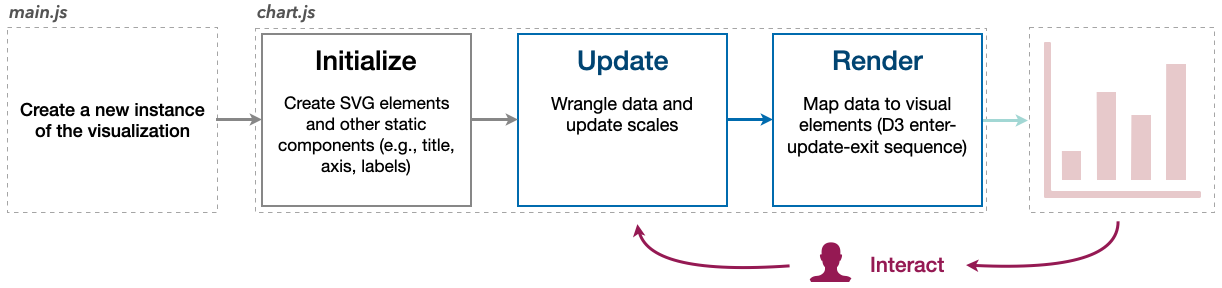 main.js
chart.js
Create a new instance
of the visualization
Initialize
Create SVG elements
and other static
components (e.g., title,
axis, labels)
Update
Wrangle data and
update scales
Render
Map data to visual
elements (D3 enter-
update-exit sequence)
Interact